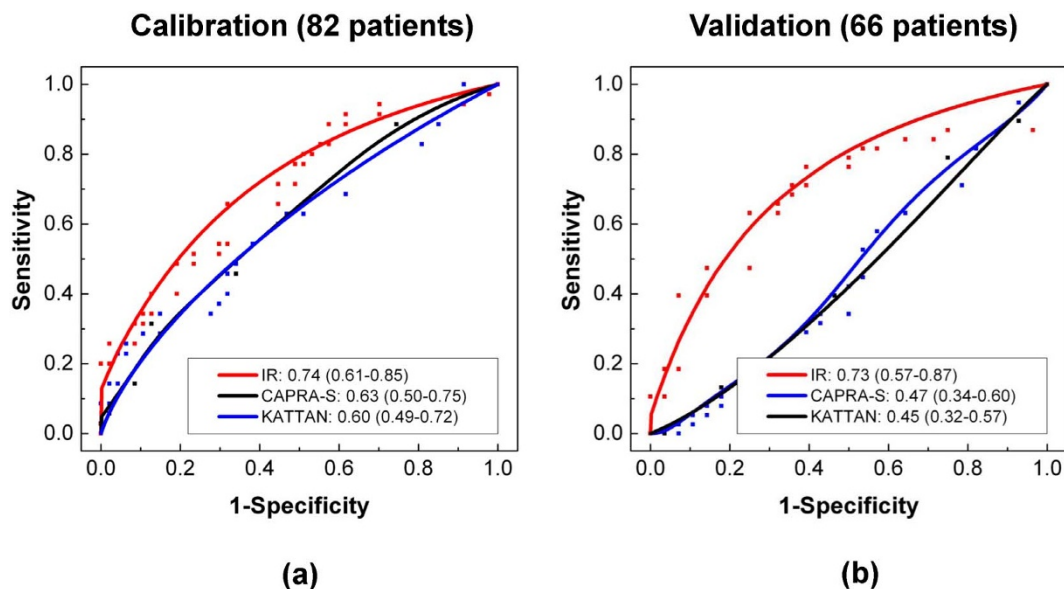 Calibration (82 patients)
Validation (66 patients)
Sensitivity
1.0
0.8
0.6
0.4
0.2
0.0
IR: 0.74 (0.61-0.85)
CAPRA-S: 0.63 (0.50-0.75)
KATTAN: 0.60 (0.49-0.72)
0.0 0.2 0.4 0.6 0.8 1.0
1-Specificity
(a)
Sensitivity
1.0
0.8
0.6
0.4
0.2
0.0
IR: 0.73 (0.57-0.87)
CAPRA-S: 0.47 (0.34-0.60)
KATTAN: 0.45 (0.32-0.57)
0.0 0.2 0.4 0.6 0.8 1.0
1-Specificity
(b)